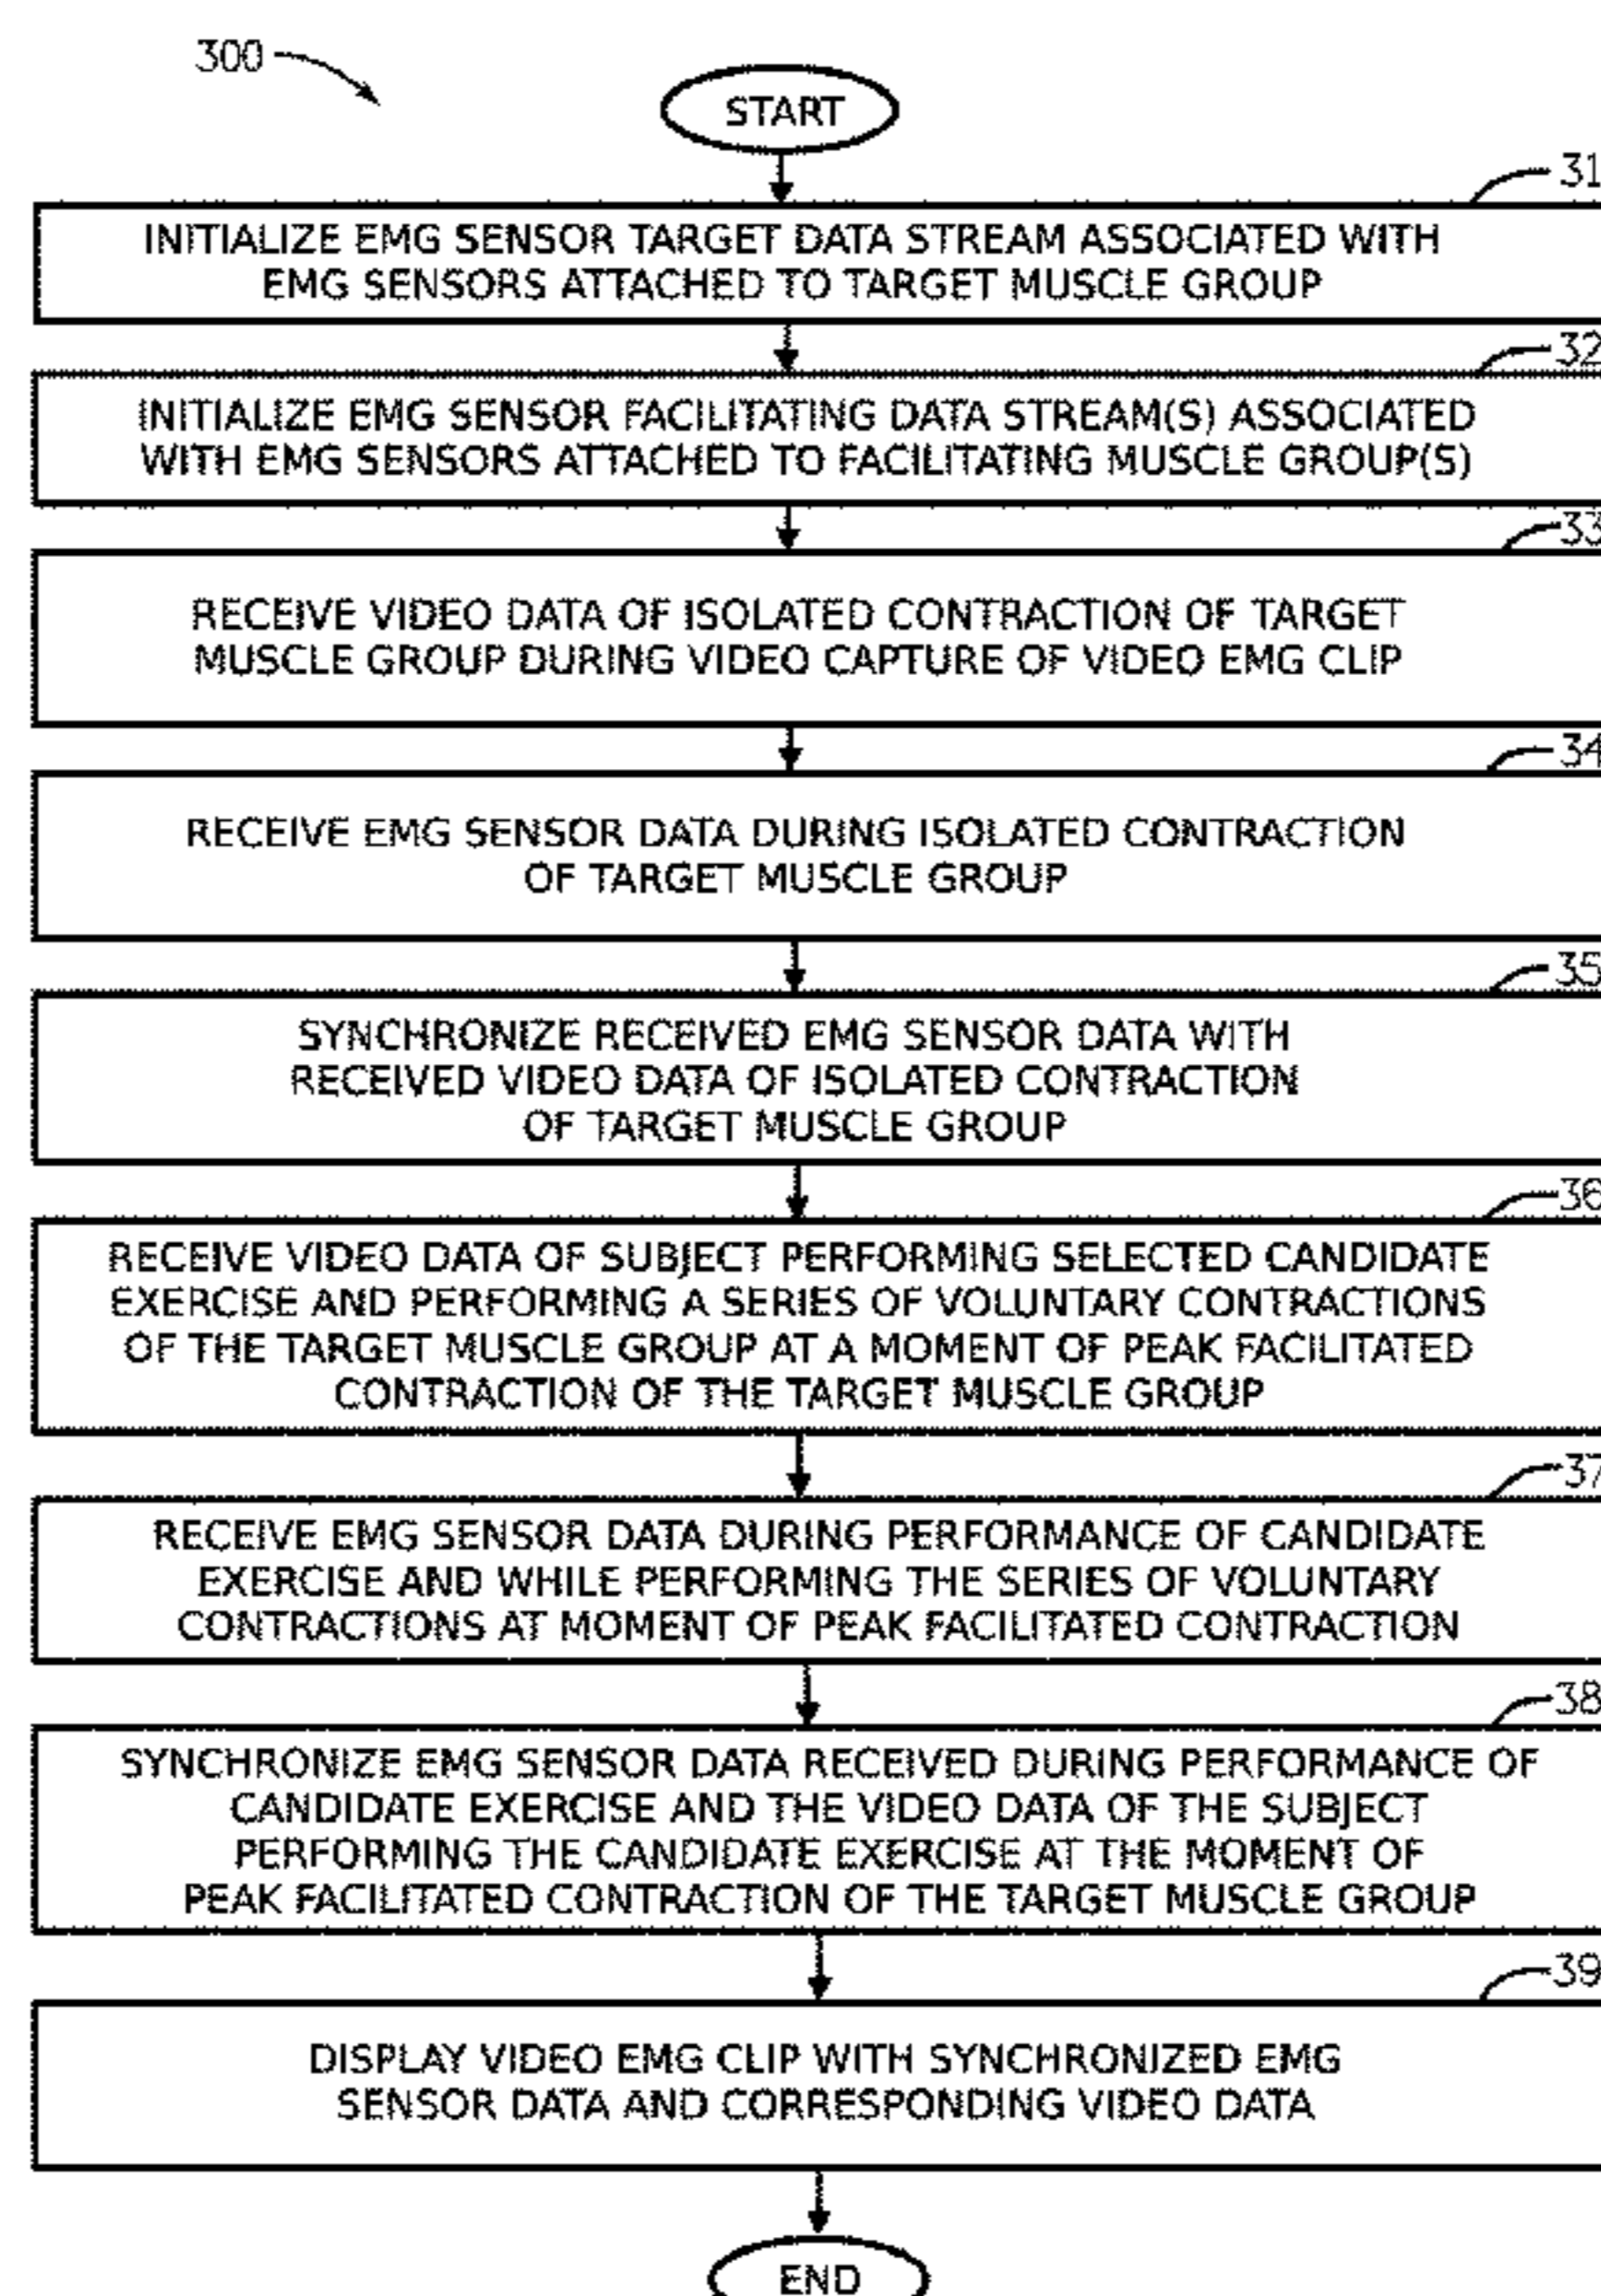 300
START
31
INITIALIZE EMG SENSOR TARGET DATA STREAM ASSOCIATED WITH
EMG SENSORS ATTACHED TO TARGET MUSCLE GROUP
32
INITIALIZE EMG SENSOR FACILITATING DATA STREAM(S) ASSOCIATED
WITH EMG SENSORS ATTACHED TO FACILITATING MUSCLE GROUP(S)
33
RECEIVE VIDEO DATA OF ISOLATED CONTRACTION OF TARGET
MUSCLE GROUP DURING VIDEO CAPTURE OF VIDEO EMG CLIP
34
RECEIVE EMG SENSOR DATA DURING ISOLATED CONTRACTION
OF TARGET MUSCLE GROUP
35
SYNCHRONIZE RECEIVED EMG SENSOR DATA WITH
RECEIVED VIDEO DATA OF ISOLATED CONTRACTION
OF TARGET MUSCLE GROUP
36
RECEIVE VIDEO DATA OF SUBJECT PERFORMING SELECTED CANDIDATE
EXERCISE AND PERFORMING A SERIES OF VOLUNTARY CONTRACTIONS
OF THE TARGET MUSCLE GROUP AT A MOMENT OF PEAK FACILITATED
CONTRACTION OF THE TARGET MUSCLE GROUP
37
RECEIVE EMG SENSOR DATA DURING PERFORMANCE OF CANDIDATE
EXERCISE AND WHILE PERFORMING THE SERIES OF VOLUNTARY
CONTRACTIONS AT MOMENT OF PEAK FACILITATED CONTRACTION
38
SYNCHRONIZE EMG SENSOR DATA RECEIVED DURING PERFORMANCE OF
CANDIDATE EXERCISE AND THE VIDEO DATA OF THE SUBJECT
PERFORMING THE CANDIDATE EXERCISE AT THE MOMENT OF
PEAK FACILITATED CONTRACTION OF THE TARGET MUSCLE GROUP
39
DISPLAY VIDEO EMG CLIP WITH SYNCHRONIZED EMG
SENSOR DATA AND CORRESPONDING VIDEO DATA
END